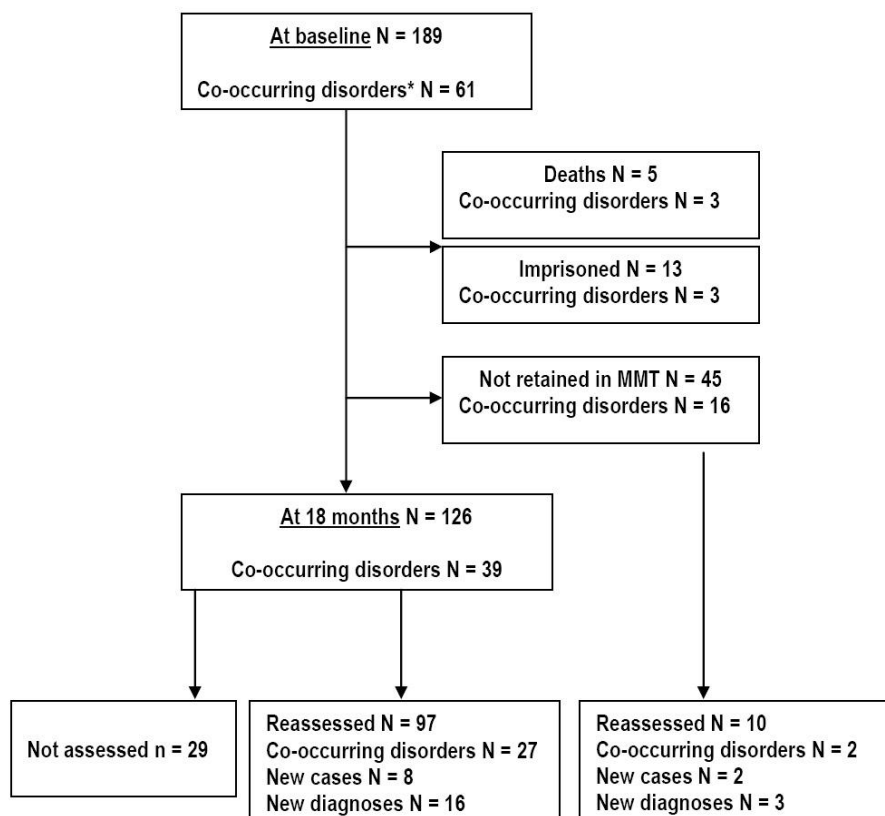 At baseline N = 189
Co-occurring disorders* N = 61
Deaths N = 5
Co-occurring disorders N = 3
Imprisoned N = 13
Co-occurring disorders N = 3
Not retained in MMT N = 45
Co-occurring disorders N = 16
At 18 months N = 126
Co-occurring disorders N = 39
Not assessed n = 29
Reassessed N = 97
Co-occurring disorders N = 27
New cases N = 8
New diagnoses N = 16
Reassessed N = 10
Co-occurring disorders N = 2
New cases N = 2
New diagnoses N = 3